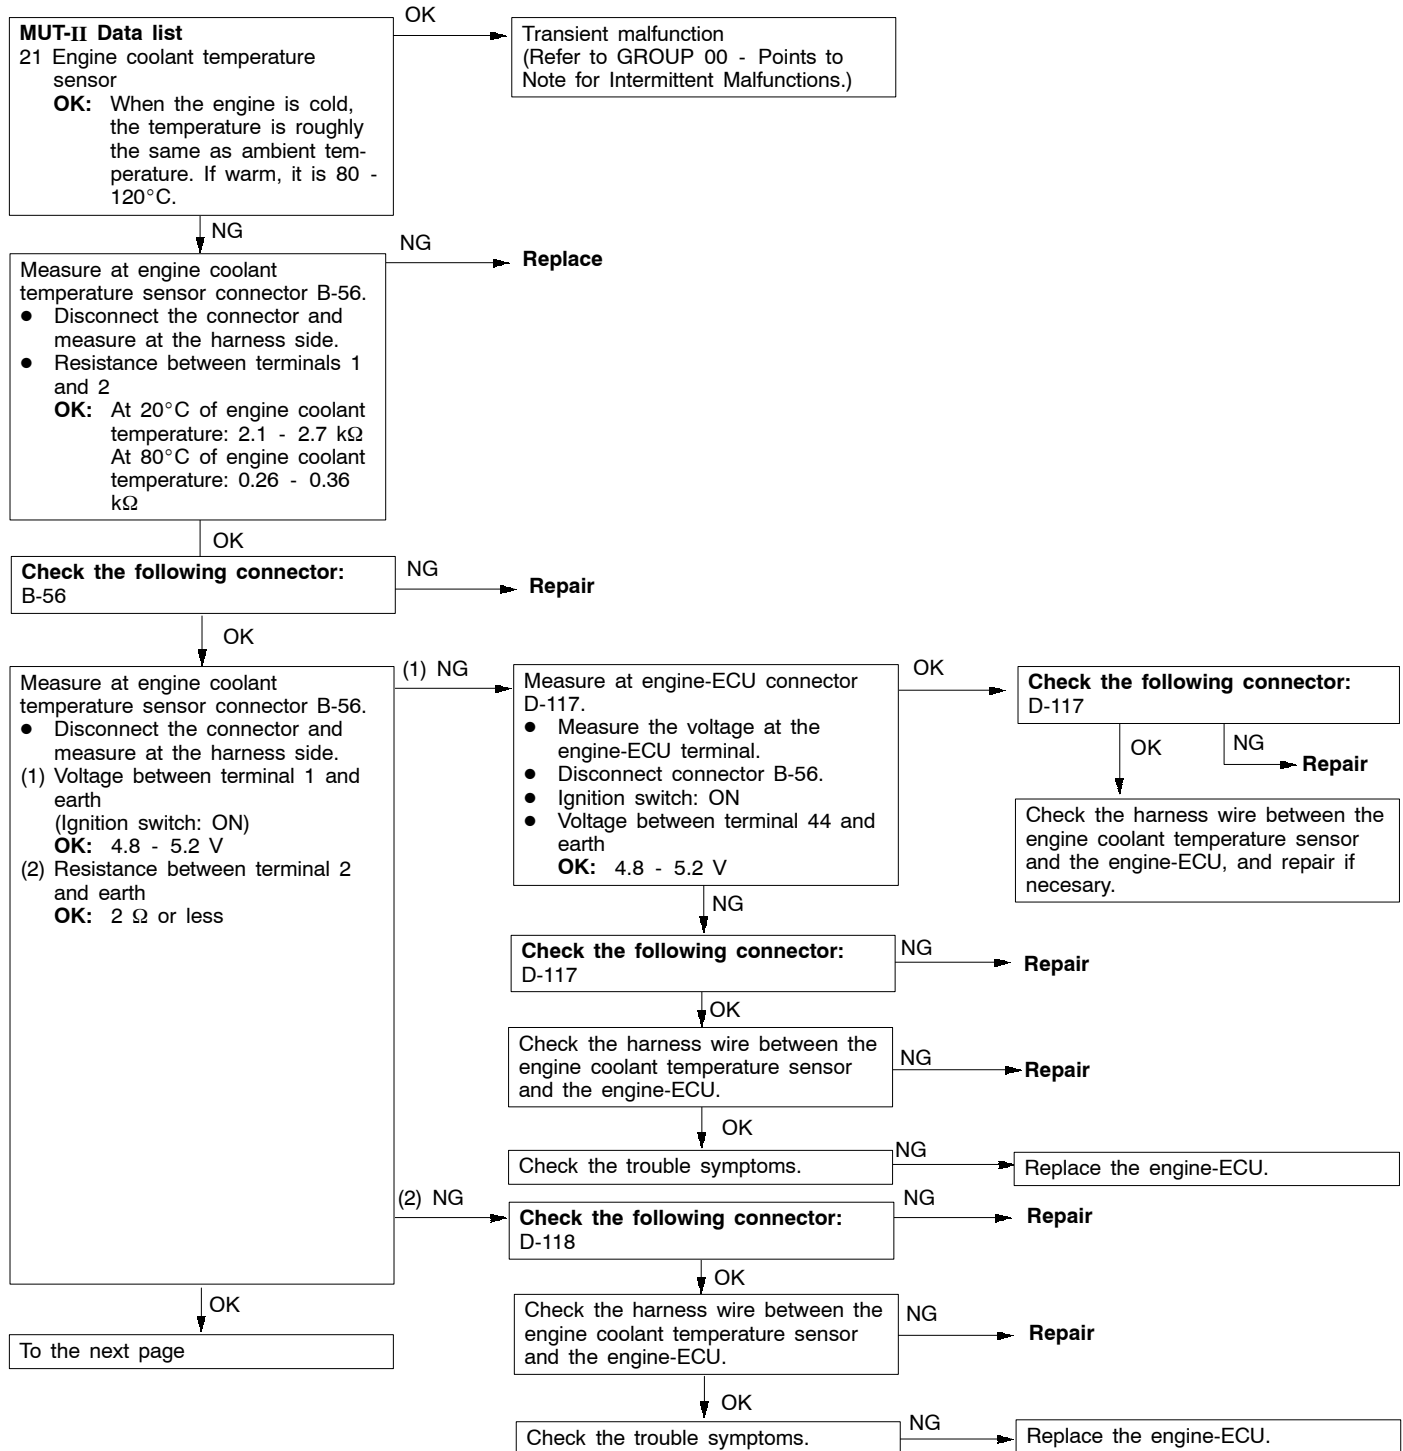 MUT-II Data list
21 Engine coolant temperature
sensor
OK: When the engine is cold,
the temperature is roughly
the same as ambient tem-
perature. If warm, it is 80 -
120°C.
OK
Transient malfunction
(Refer to GROUP 00 - Points to
Note for Intermittent Malfunctions.)
NG
Measure at engine coolant
temperature sensor connector B-56.
● Disconnect the connector and
measure at the harness side.
● Resistance between terminals 1
and 2
OK: At 20°C of engine coolant
temperature: 2.1 - 2.7 kΩ
At 80°C of engine coolant
temperature: 0.26 - 0.36
kΩ
NG
Replace
OK
Check the following connector:
B-56
NG
Repair
OK
Measure at engine coolant
temperature sensor connector B-56.
● Disconnect the connector and
measure at the harness side.
(1) Voltage between terminal 1 and
earth
(Ignition switch: ON)
OK: 4.8 - 5.2 V
(2) Resistance between terminal 2
and earth
OK: 2 Ω or less
(1) NG
Measure at engine-ECU connector
D-117.
● Measure the voltage at the
engine-ECU terminal.
● Disconnect connector B-56.
● Ignition switch: ON
● Voltage between terminal 44 and
earth
OK: 4.8 - 5.2 V
OK
Check the following connector:
D-117
OK
NG
Repair
Check the harness wire between the
engine coolant temperature sensor
and the engine-ECU, and repair if
necesary.
NG
Check the following connector:
D-117
NG
Repair
OK
Check the harness wire between the
engine coolant temperature sensor
and the engine-ECU.
NG
Repair
OK
Check the trouble symptoms.
NG
Replace the engine-ECU.
(2) NG
Check the following connector:
D-118
NG
Repair
OK
Check the harness wire between the
engine coolant temperature sensor
and the engine-ECU.
NG
Repair
OK
Check the trouble symptoms.
NG
Replace the engine-ECU.
OK
To the next page